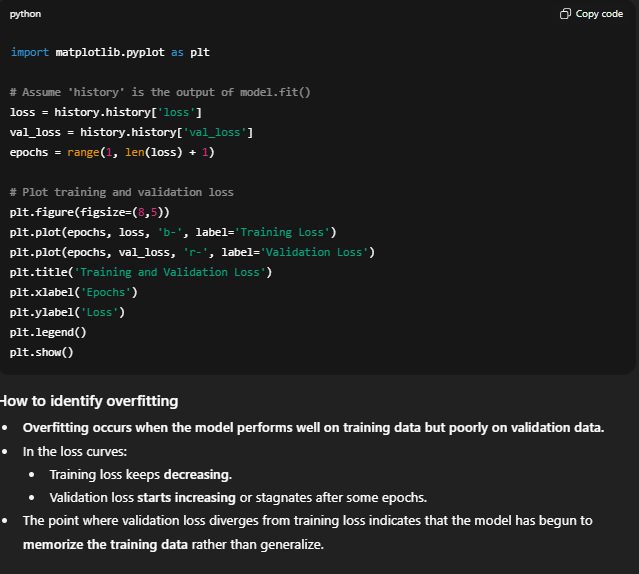 python
Copy code
import matplotlib.pyplot as plt
# Assume 'history' is the output of model.fit()
loss = history.history['loss']
val_loss = history.history['val_loss']
epochs = range(1, len(loss) + 1)
# Plot training and validation loss
plt.figure(figsize=(8,5))
plt.plot(epochs, loss, 'b-', label='Training Loss')
plt.plot(epochs, val_loss, 'r-', label='Validation Loss')
plt.title('Training and Validation Loss')
plt.xlabel('Epochs')
plt.ylabel('Loss')
plt.legend()
plt.show()
How to identify overfitting
• Overfitting occurs when the model performs well on training data but poorly on validation data.
• In the loss curves:
• Training loss keeps decreasing.
• Validation loss starts increasing or stagnates after some epochs.
• The point where validation loss diverges from training loss indicates that the model has begun to
memorize the training data rather than generalize.